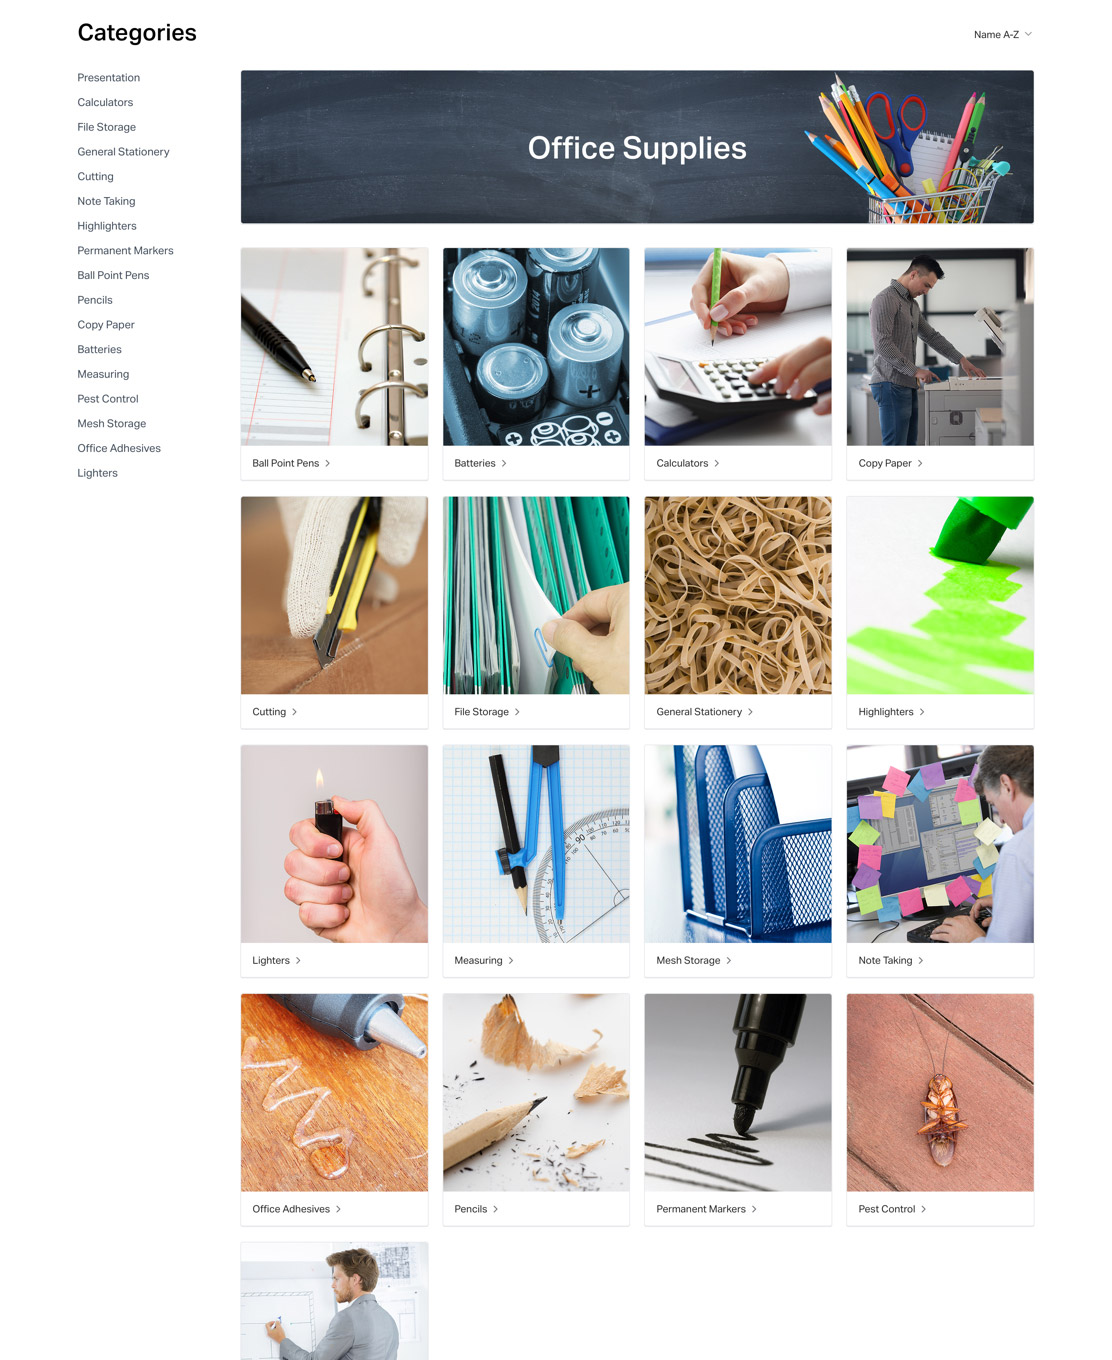 Categories
Name A-Z
Presentation
Calculators
File Storage
General Stationery
Cutting
Note Taking
Highlighters
Permanent Markers
Ball Point Pens
Pencils
Copy Paper
Batteries
Measuring
Pest Control
Mesh Storage
Office Adhesives
Lighters
Office Supplies
Ball Point Pens
Batteries
Calculators
Copy Paper
Cutting
File Storage
General Stationery
Highlighters
Lighters
Measuring
Mesh Storage
Note Taking
Office Adhesives
Pencils
Permanent Markers
Pest Control